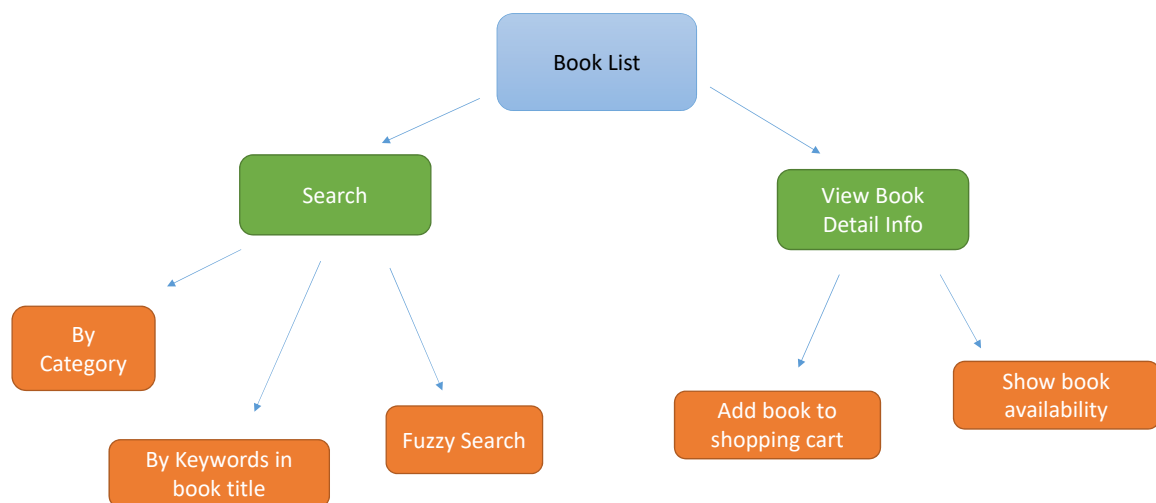 Book List
Search
View Book
Detail Info
By
Category
By Keywords in
book title
Fuzzy Search
Add book to
shopping cart
Show book
availability